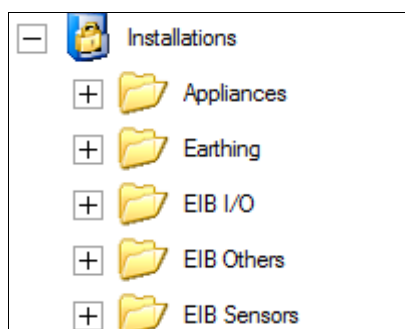 Installations
Appliances
Earthing
EIB I/O
EIB Others
EIB Sensors